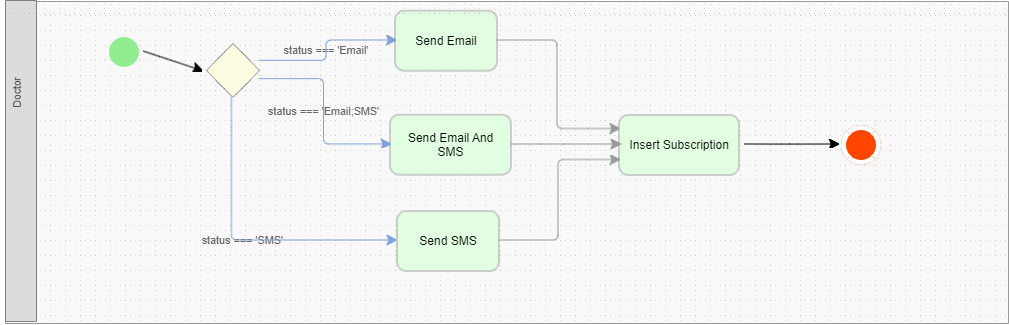 Doctor
status === 'Email'
Send Email
status === 'Email;SMS'
Send Email And
SMS
Insert Subscription
status === 'SMS'
Send SMS